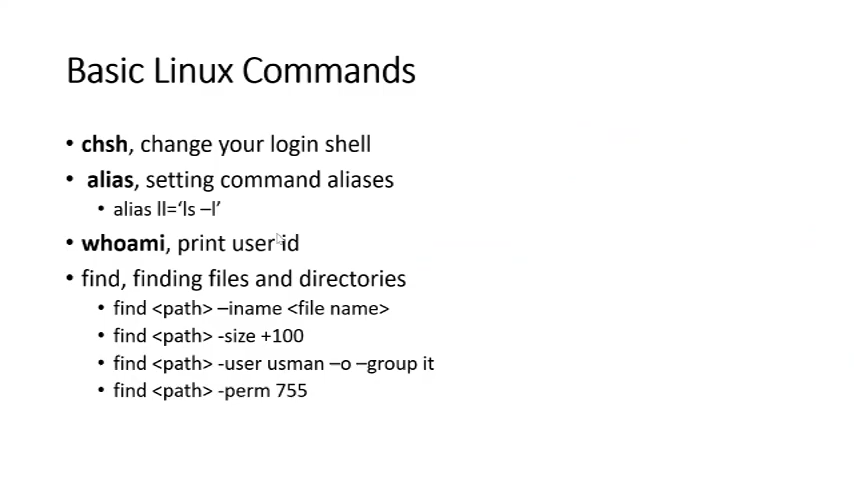 Basic Linux Commands
• chsh, change your login shell
• alias, setting command aliases
• alias ll=‘ls –l’
• whoami, print user id
• find, finding files and directories
• find <path> –iname <file name>
• find <path> -size +100
• find <path> -user usman –o –group it
• find <path> -perm 755